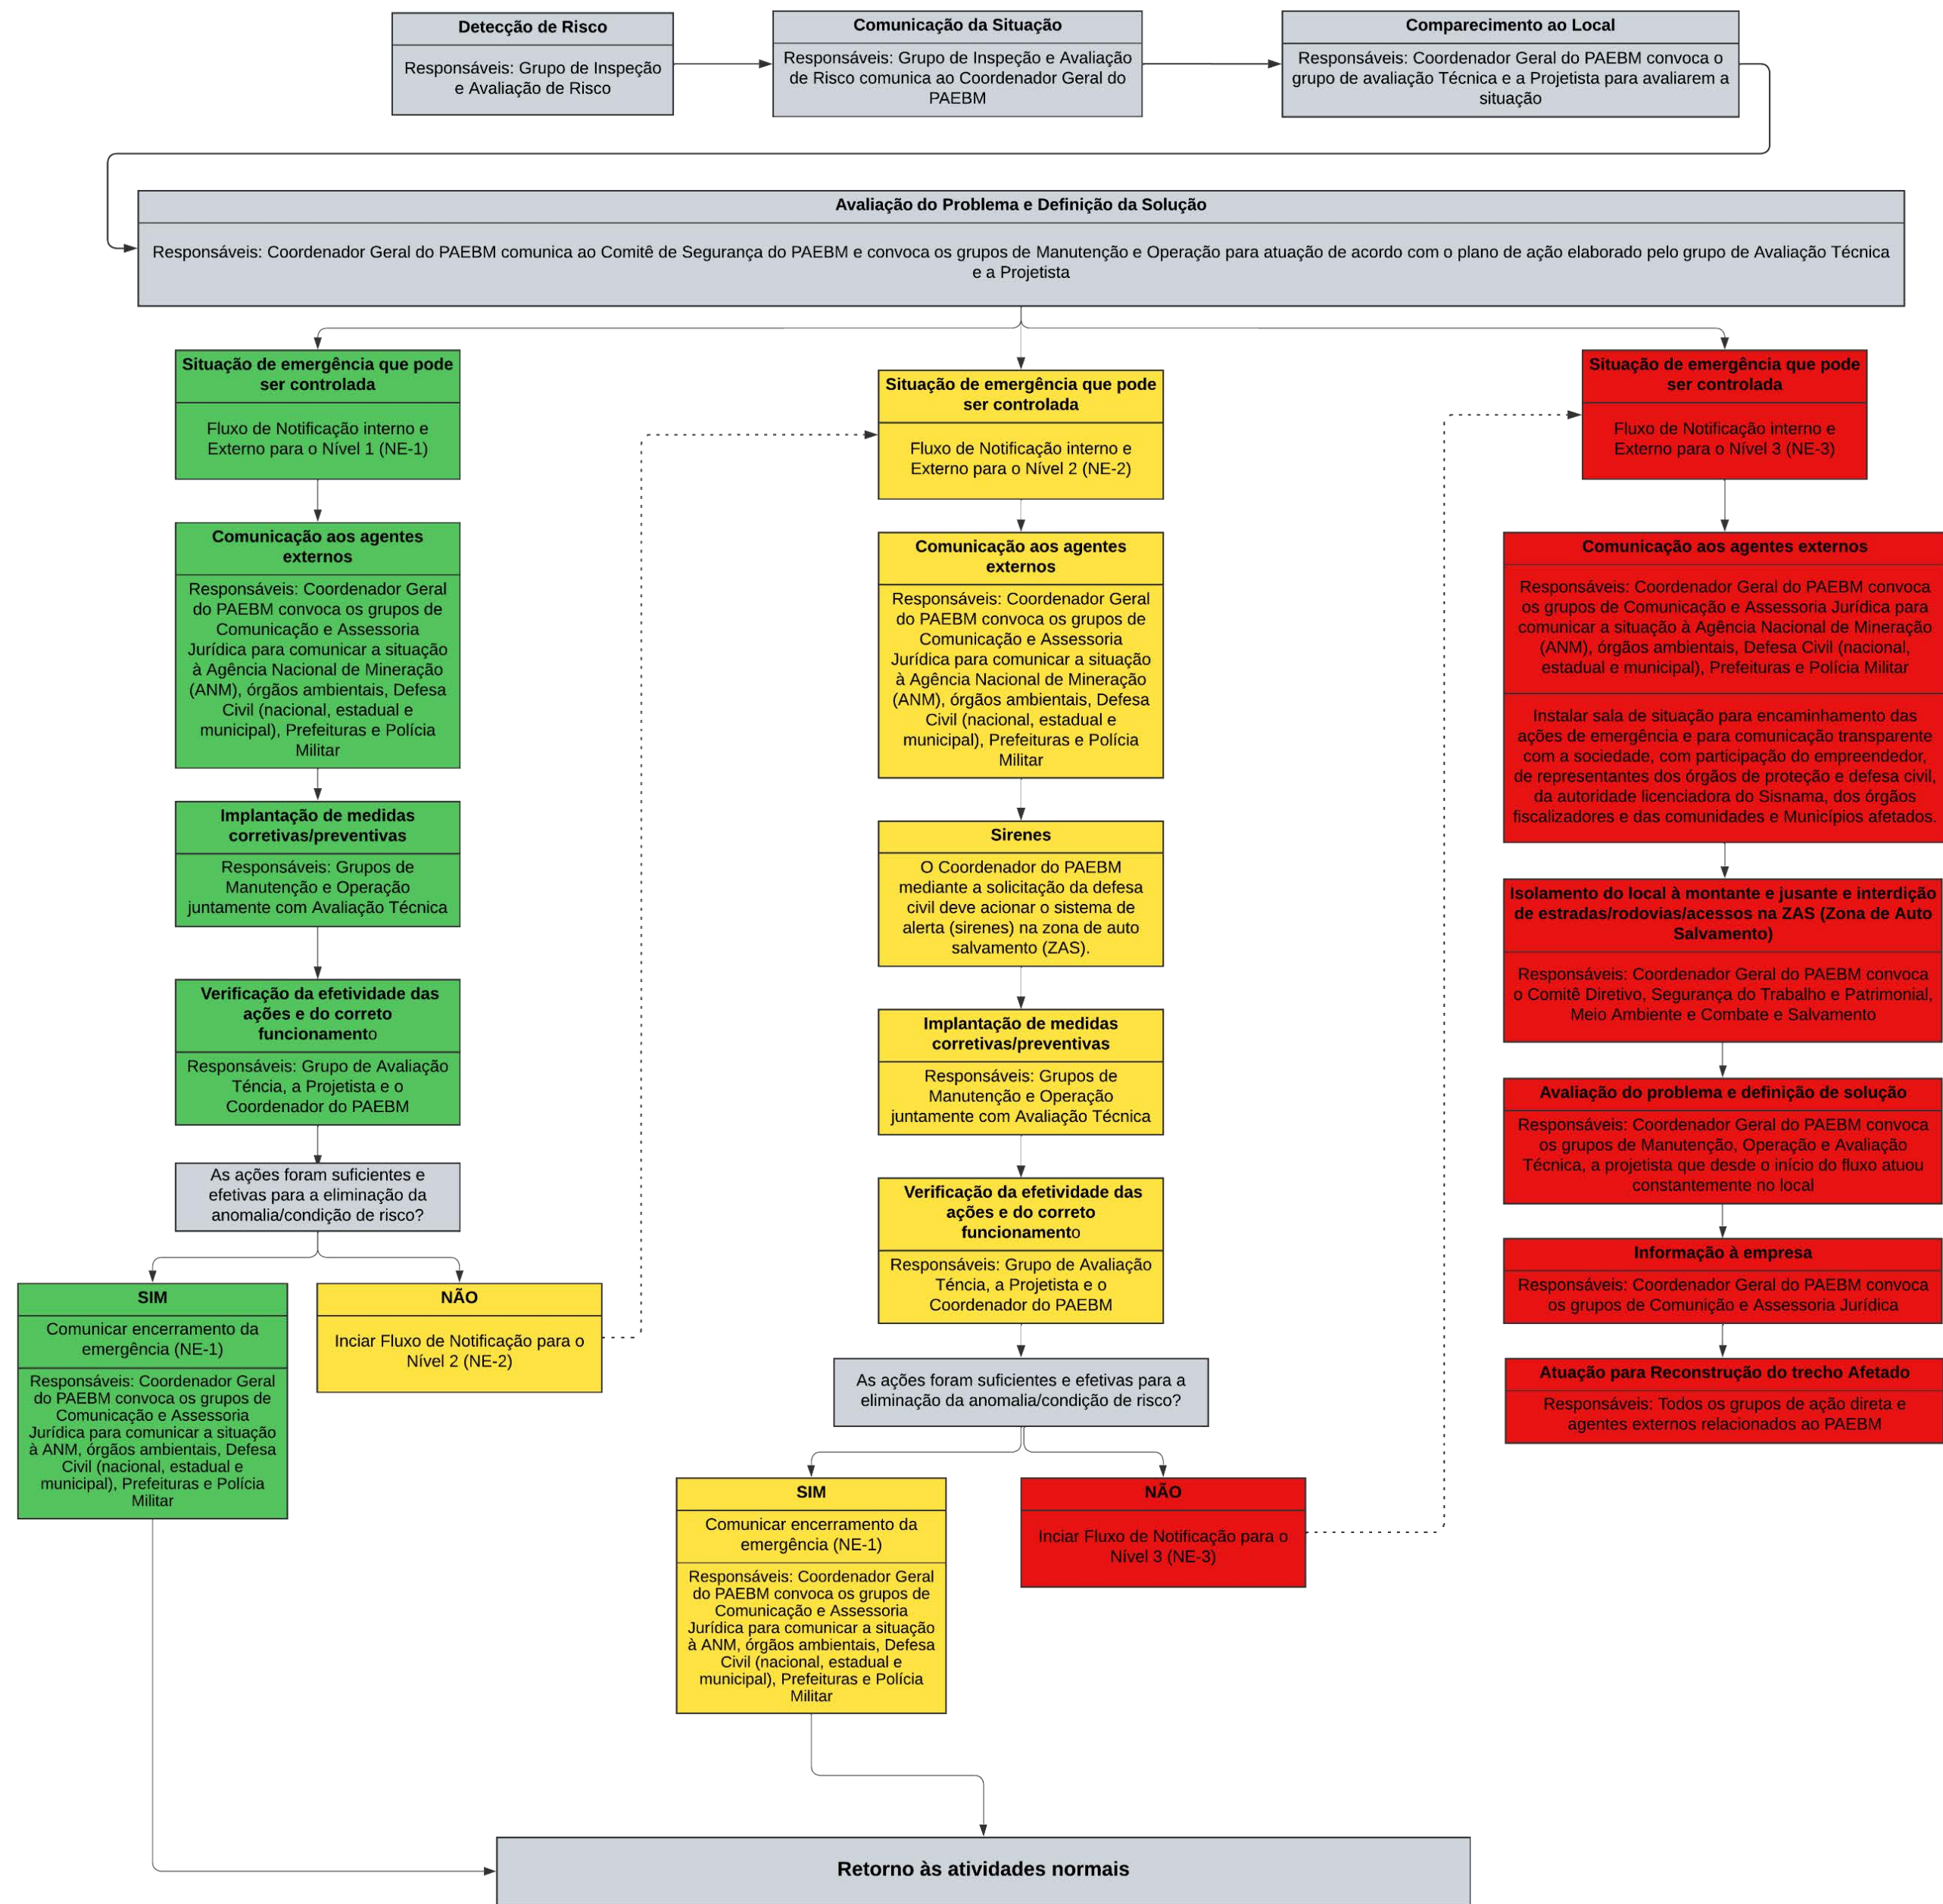 Detecção de Risco
Responsáveis: Grupo de Inspeção
e Avaliação de Risco
Comunicação da Situação
Responsáveis: Grupo de Inspeção e Avaliação
de Risco comunica ao Coordenador Geral do
PAEBM
Comparecimento ao Local
Responsáveis: Coordenador Geral do PAEBM convoca o
grupo de avaliação Técnica e a Projetista para avaliarem a
situação
Avaliação do Problema e Definição da Solução
Responsáveis: Coordenador Geral do PAEBM comunica ao Comitê de Segurança do PAEBM e convoca os grupos de Manutenção e Operação para atuação de acordo com o plano de ação elaborado pelo grupo de Avaliação Técnica
e a Projetista
Situação de emergência que pode
ser controlada
Fluxo de Notificação interno e
Externo para o Nível 1 (NE-1)
Comunicação aos agentes
externos
Responsáveis: Coordenador Geral
do PAEBM convoca os grupos de
Comunicação e Assessoria
Jurídica para comunicar a situação
à Agência Nacional de Mineração
(ANM), órgãos ambientais, Defesa
Civil (nacional, estadual e
municipal), Prefeituras e Polícia
Militar
Implantação de medidas
corretivas/preventivas
Responsáveis: Grupos de
Manutenção e Operação
juntamente com Avaliação Técnica
Verificação da efetividade das
ações e do correto
funcionamento
Responsáveis: Grupo de Avaliação
Téncia, a Projetista e o
Coordenador do PAEBM
As ações foram suficientes e
efetivas para a eliminação da
anomalia/condição de risco?
SIM
Comunicar encerramento da
emergência (NE-1)
Responsáveis: Coordenador Geral
do PAEBM convoca os grupos de
Comunicação e Assessoria
Jurídica para comunicar a situação
à ANM, órgãos ambientais, Defesa
Civil (nacional, estadual e
municipal), Prefeituras e Polícia
Militar
NÃO
Inciar Fluxo de Notificação para o
Nível 2 (NE-2)
Situação de emergência que pode
ser controlada
Fluxo de Notificação interno e
Externo para o Nível 2 (NE-2)
Comunicação aos agentes
externos
Responsáveis: Coordenador Geral
do PAEBM convoca os grupos de
Comunicação e Assessoria
Jurídica para comunicar a situação
à Agência Nacional de Mineração
(ANM), órgãos ambientais, Defesa
Civil (nacional, estadual e
municipal), Prefeituras e Polícia
Militar
Sirenes
O Coordenador do PAEBM
mediante a solicitação da defesa
civil deve acionar o sistema de
alerta (sirenes) na zona de auto
salvamento (ZAS).
Implantação de medidas
corretivas/preventivas
Responsáveis: Grupos de
Manutenção e Operação
juntamente com Avaliação Técnica
Verificação da efetividade das
ações e do correto
funcionamento
Responsáveis: Grupo de Avaliação
Téncia, a Projetista e o
Coordenador do PAEBM
As ações foram suficientes e efetivas para a
eliminação da anomalia/condição de risco?
SIM
Comunicar encerramento da
emergência (NE-1)
Responsáveis: Coordenador Geral
do PAEBM convoca os grupos de
Comunicação e Assessoria
Jurídica para comunicar a situação
à ANM, órgãos ambientais, Defesa
Civil (nacional, estadual e
municipal), Prefeituras e Polícia
Militar
NÃO
Inciar Fluxo de Notificação para o
Nível 3 (NE-3)
Situação de emergência que pode
ser controlada
Fluxo de Notificação interno e
Externo para o Nível 3 (NE-3)
Comunicação aos agentes externos
Responsáveis: Coordenador Geral do PAEBM convoca
os grupos de Comunicação e Assessoria Jurídica para
comunicar a situação à Agência Nacional de Mineração
(ANM), órgãos ambientais, Defesa Civil (nacional,
estadual e municipal), Prefeituras e Polícia Militar
Instalar sala de situação para encaminhamento das
ações de emergência e para comunicação transparente
com a sociedade, com participação do empreendedor,
de representantes dos órgãos de proteção e defesa civil,
da autoridade licenciadora do Sisnama, dos órgãos
fiscalizadores e das comunidades e Municípios afetados.
Isolamento do local à montante e jusante e interdição
de estradas/rodovias/acessos na ZAS (Zona de Auto
Salvamento)
Responsáveis: Coordenador Geral do PAEBM convoca
o Comitê Diretivo, Segurança do Trabalho e Patrimonial,
Meio Ambiente e Combate e Salvamento
Avaliação do problema e definição de solução
Responsáveis: Coordenador Geral do PAEBM convoca
os grupos de Manutenção, Operação e Avaliação
Técnica, a projetista que desde o início do fluxo atuou
constantemente no local
Informação à empresa
Responsáveis: Coordenador Geral do PAEBM convoca
os grupos de Comunição e Assessoria Jurídica
Atuação para Reconstrução do trecho Afetado
Responsáveis: Todos os grupos de ação direta e
agentes externos relacionados ao PAEBM
Retorno às atividades normais